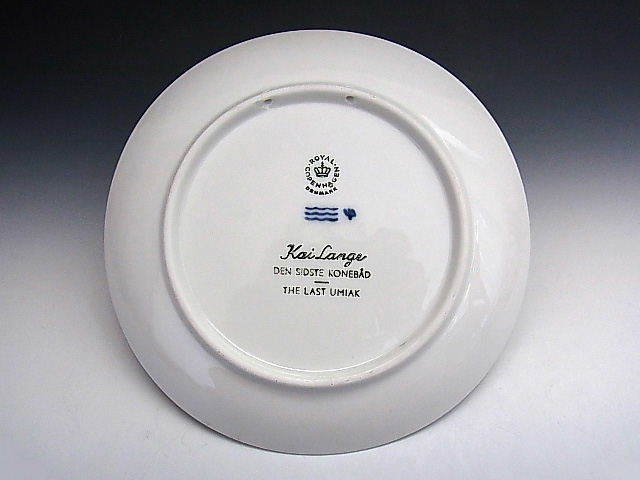 ROYAL COPENHAGEN
DENMARK
Kai Lange
DEN SIDSTE KONEBÅD
THE LAST UMIAK